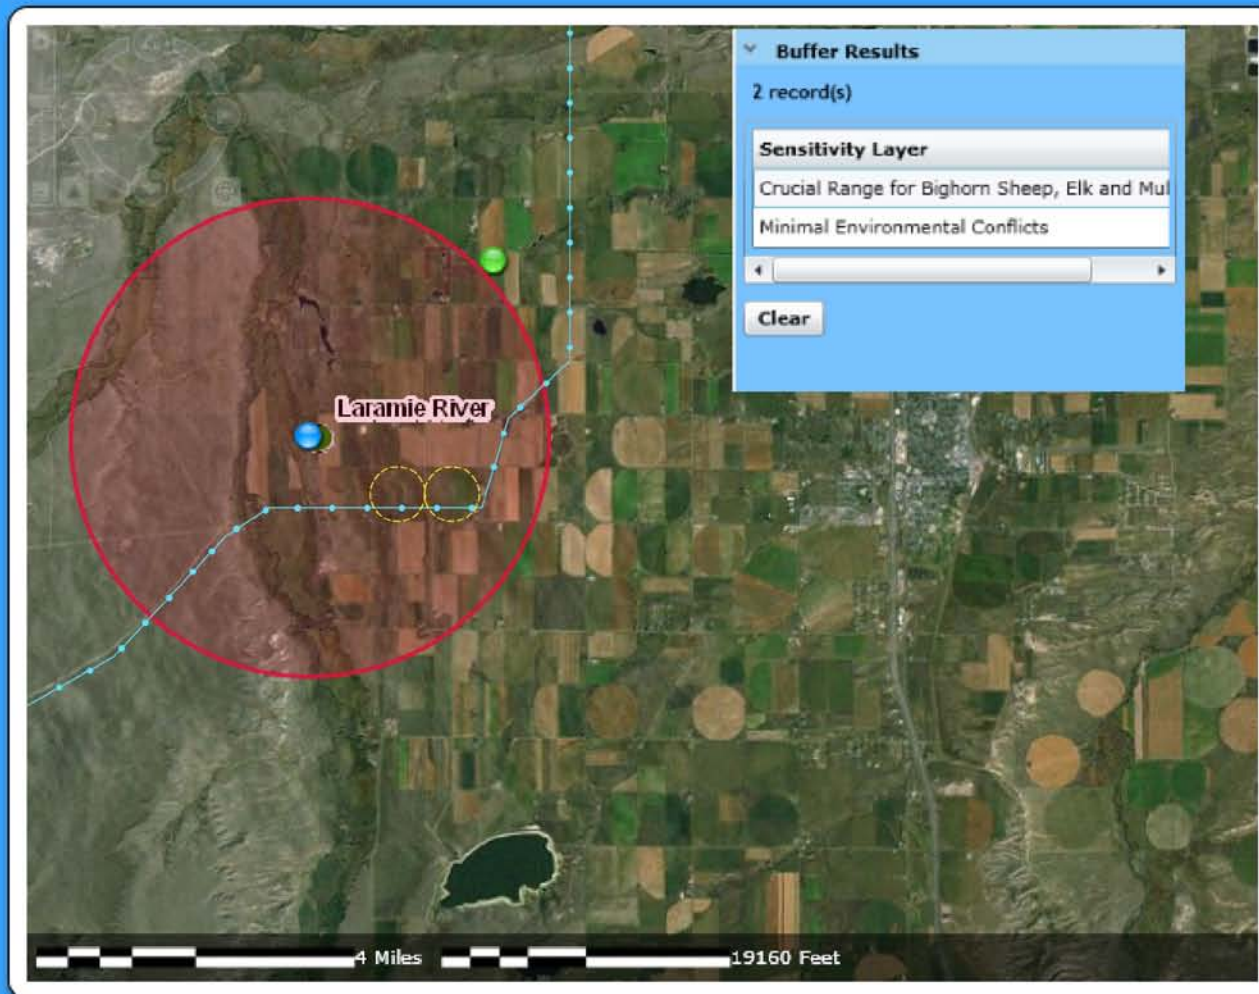 Buffer Results
2 record(s)
Sensitivity Layer
Crucial Range for Bighorn Sheep, Elk and Mul
Minimal Environmental Conflicts
Clear
Laramie River
4 Miles
19160 Feet